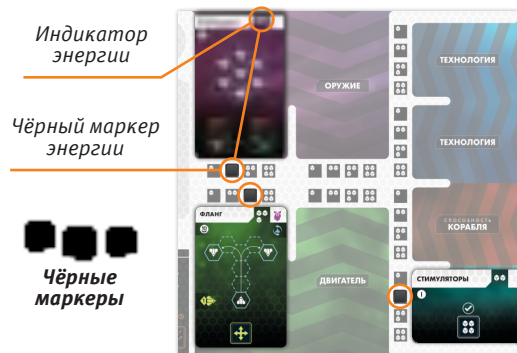 Индикатор
энергии
Чёрный маркер
энергии
Чёрные
маркеры
ОРУЖИЕ
ТЕХНОЛОГИЯ
ТЕХНОЛОГИЯ
СПОСОБНОСТЬ
КОРАБЛЯ
ФЛАНГ
ДВИГАТЕЛЬ
СТИМУЛЯТОРЫ